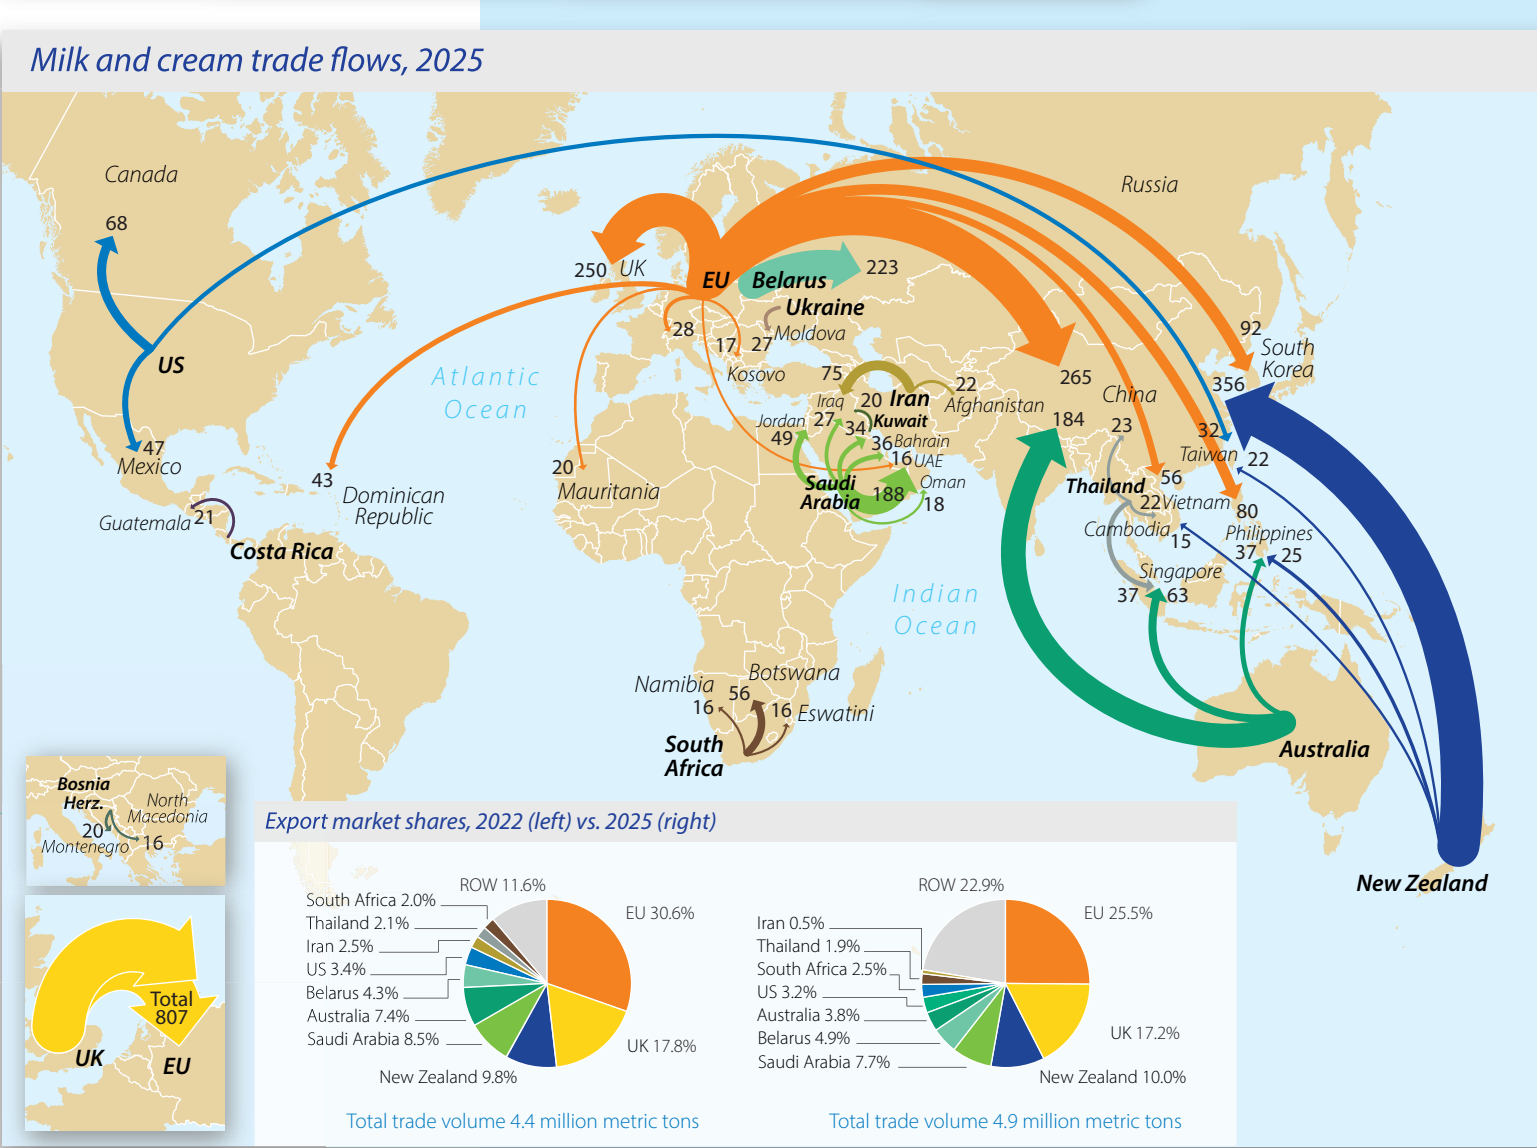 Milk and cream trade flows, 2025
Canada
68
Russia
250
UK
EU
Belarus
223
Ukraine
Moldova
27
28
17
Kosovo
92
South
Korea
US
Atlantic
Ocean
75
Iraq
20
Iran
22
Afghanistan
265
China
356
Jordan
49
27
34
Kuwait
36
Bahrain
16
UAE
184
23
32
Taiwan
22
47
Mexico
43
Dominican
Republic
20
Mauritania
Saudi
Arabia
188
Oman
18
Thailand
56
22
Vietnam
80
Guatemala
21
Costa Rica
Cambodia
15
Philippines
37
25
Singapore
37
63
Indian
Ocean
Namibia
16
56
Botswana
16
Eswatini
South
Africa
Australia
New Zealand
Bosnia
Herz.
North
Macedonia
20
Montenegro
16
Total
807
UK
EU
Export market shares, 2022 (left) vs. 2025 (right)
ROW 11.6%
South Africa 2.0%
Thailand 2.1%
Iran 2.5%
US 3.4%
Belarus 4.3%
Australia 7.4%
Saudi Arabia 8.5%
New Zealand 9.8%
EU 30.6%
UK 17.8%
Total trade volume 4.4 million metric tons
ROW 22.9%
Iran 0.5%
Thailand 1.9%
South Africa 2.5%
US 3.2%
Australia 3.8%
Belarus 4.9%
Saudi Arabia 7.7%
EU 25.5%
UK 17.2%
New Zealand 10.0%
Total trade volume 4.9 million metric tons